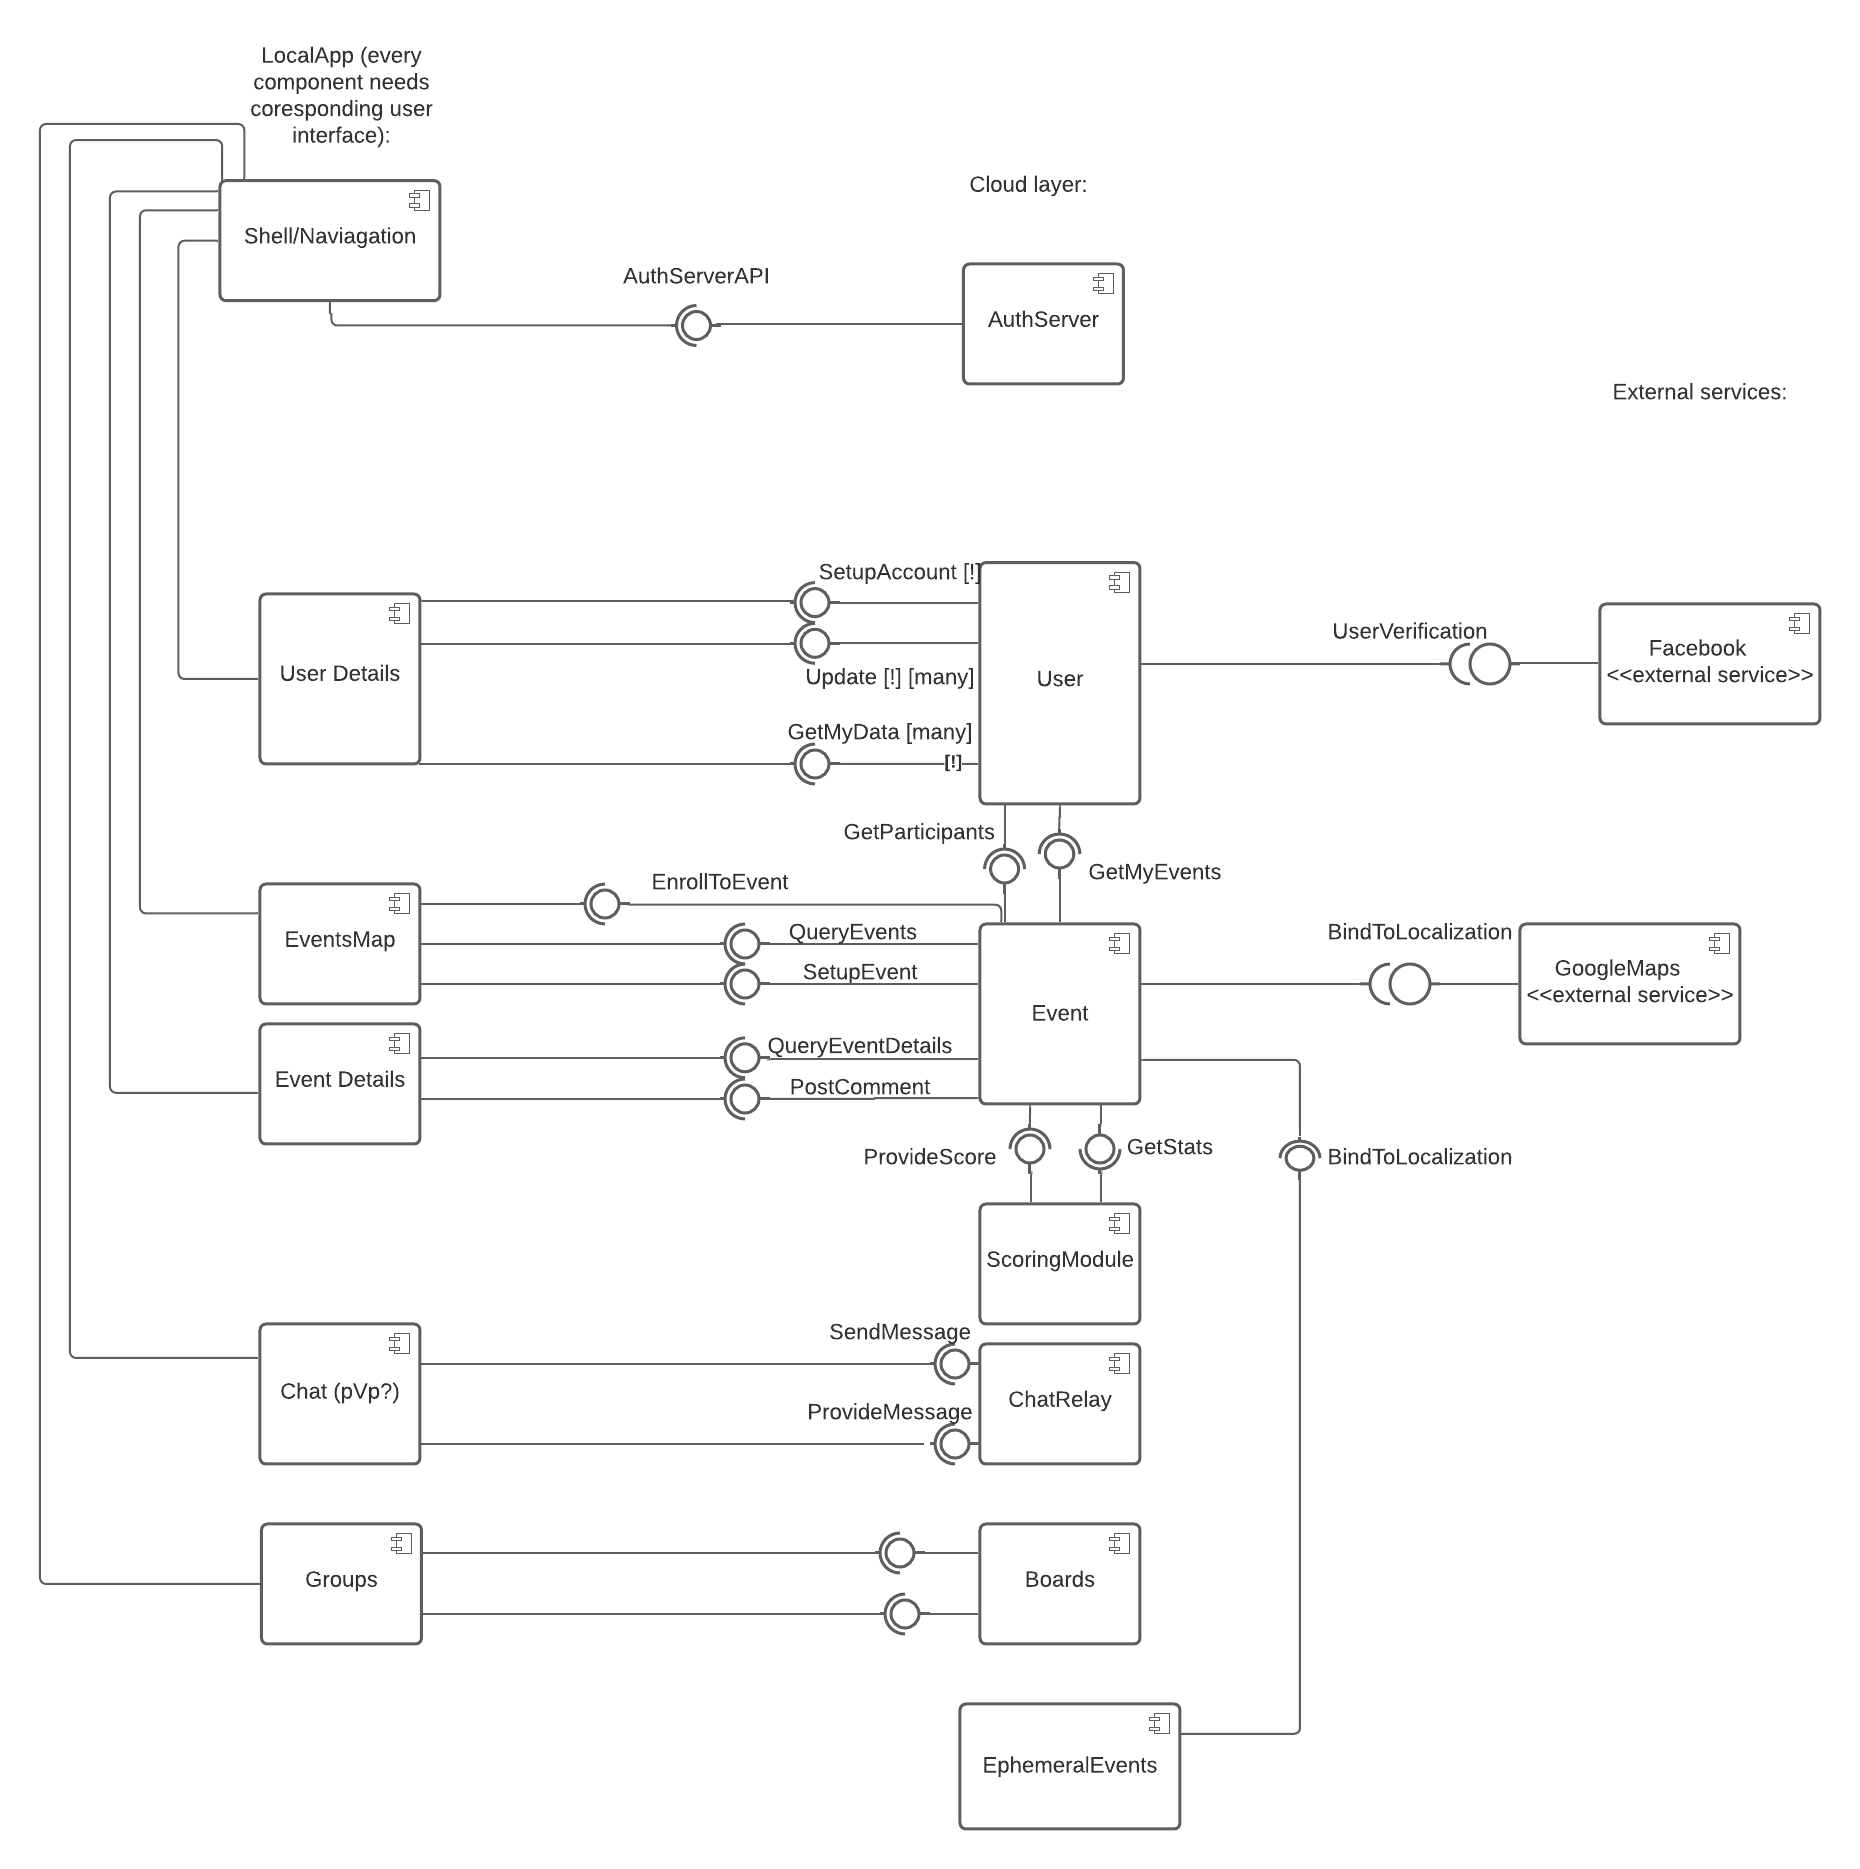 LocalApp (every
component needs
coresponding user
interface):
Cloud layer:
Shell/Naviagation
AuthServerAPI
AuthServer
External services:
SetupAccount [!]
UserVerification
Facebook
<<external service>>
User Details
Update [!] [many]
User
GetMyData [many]
[!]
GetParticipants
GetMyEvents
EnrollToEvent
EventsMap
QueryEvents
BindToLocalization
SetupEvent
GoogleMaps
<<external service>>
Event
QueryEventDetails
Event Details
PostComment
ProvideScore
GetStats
BindToLocalization
ScoringModule
SendMessage
Chat (pVp?)
ChatRelay
ProvideMessage
Groups
Boards
EphemeralEvents